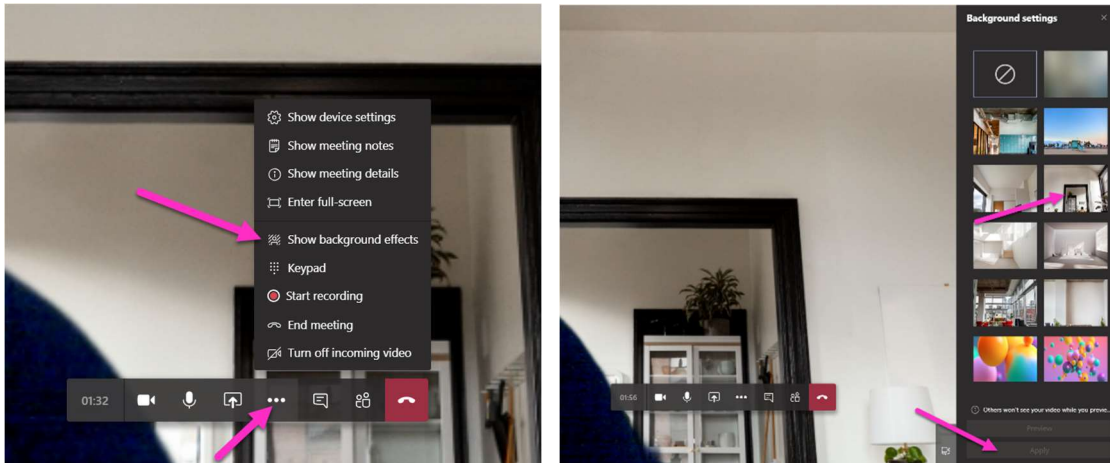 Show device settings
Show meeting notes
Show meeting details
Enter full-screen
Show background effects
Keypad
Start recording
End meeting
Turn off incoming video
01:32
Background settings
Others won't see your video while you previe...
Preview
Apply
01:56